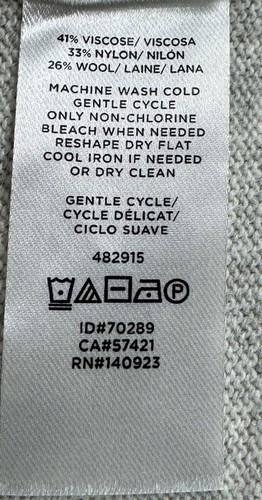 41% VISCOSE/ VISCOSA
33% NYLON/ NILÓN
26% WOOL/ LAINE/ LANA
MACHINE WASH COLD
GENTLE CYCLE
ONLY NON-CHLORINE
BLEACH WHEN NEEDED
RESHAPE DRY FLAT
COOL IRON IF NEEDED
OR DRY CLEAN
GENTLE CYCLE/
CYCLE DÉLICAT/
CICLO SUAVE
482915
P
ID#70289
CA#57421
RN#140923